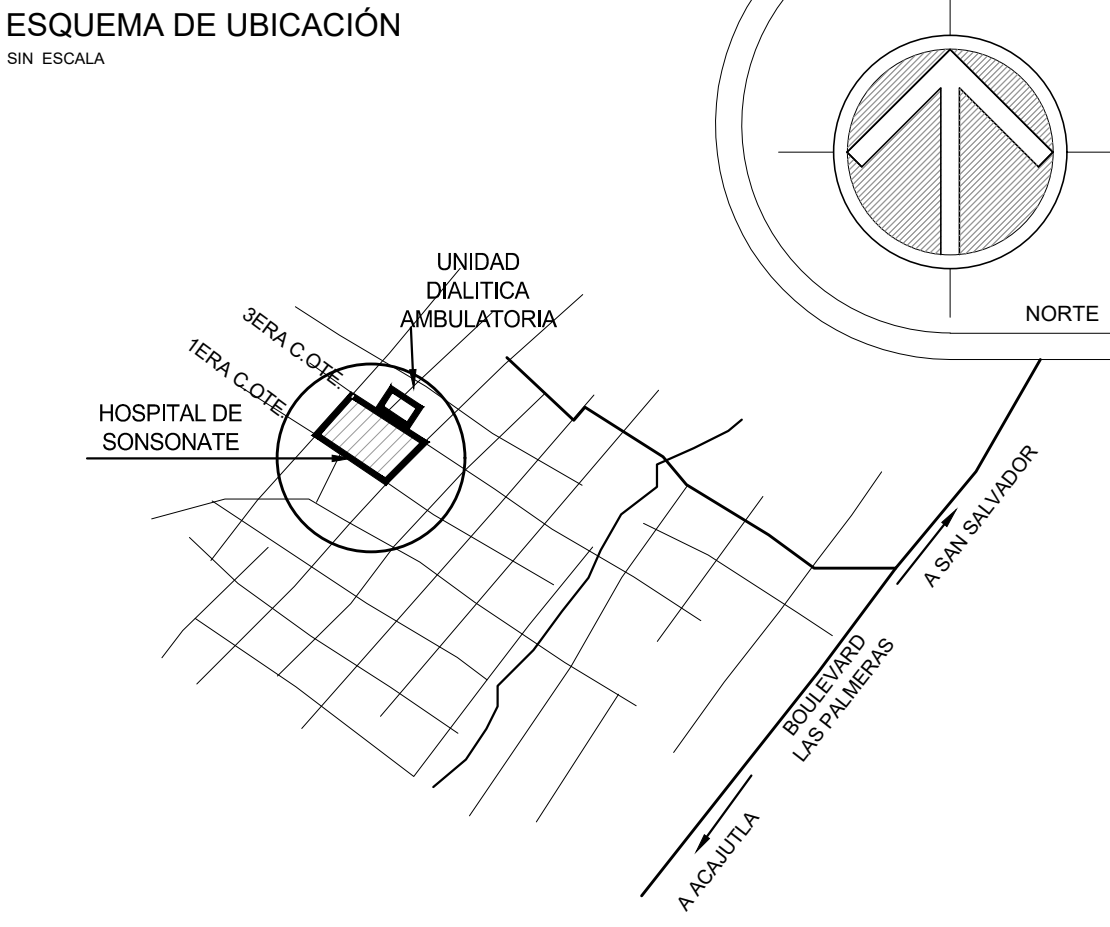 ESQUEMA DE UBICACIÓN
SIN ESCALA
NORTE
UNIDAD
DIALITICA
AMBULATORIA
3ERA C.OTE.
1ERA C.OTE.
HOSPITAL DE
SONSONATE
A SAN SALVADOR
BOULEVARD
LAS PALMERAS
A ACAJUTLA